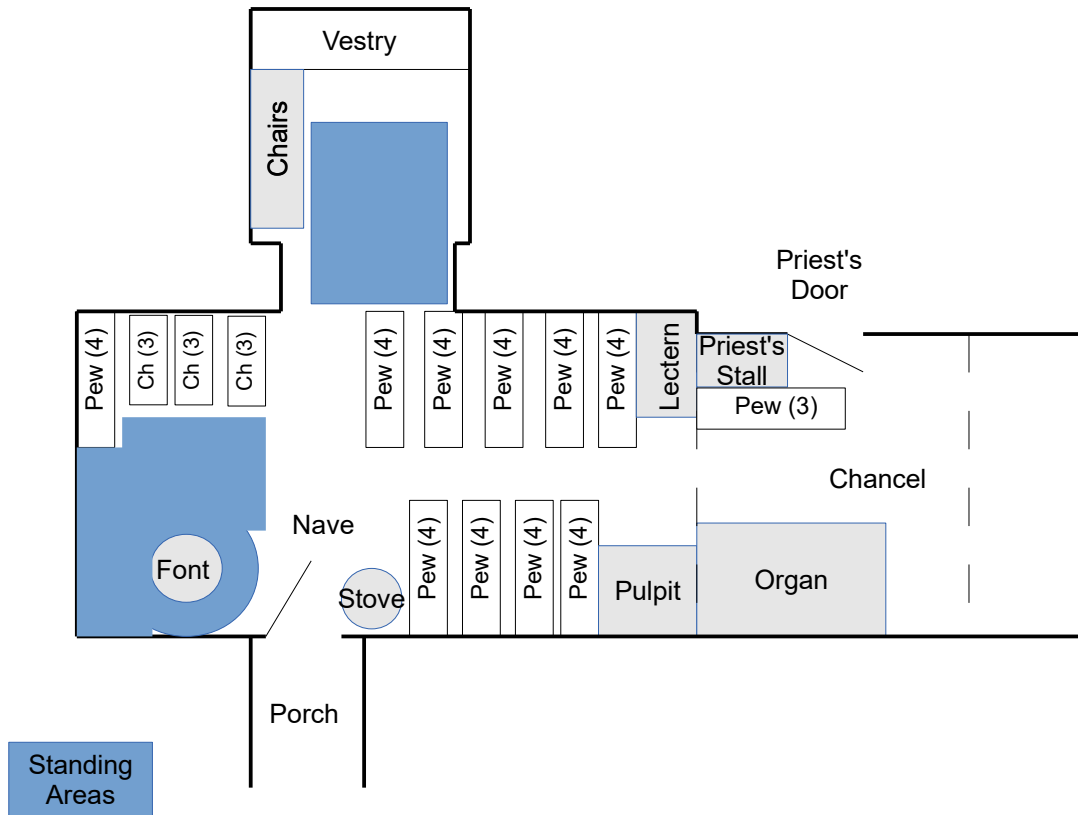 Vestry
Chairs
Priest's
Door
Pew (4)
Ch (3)
Ch (3)
Ch (3)
Pew (4)
Pew (4)
Pew (4)
Pew (4)
Pew (4)
Lectern
Priest's
Stall
Pew (3)
Chancel
Nave
Font
Stove
Pew (4)
Pew (4)
Pew (4)
Pew (4)
Pulpit
Organ
Porch
Standing
Areas